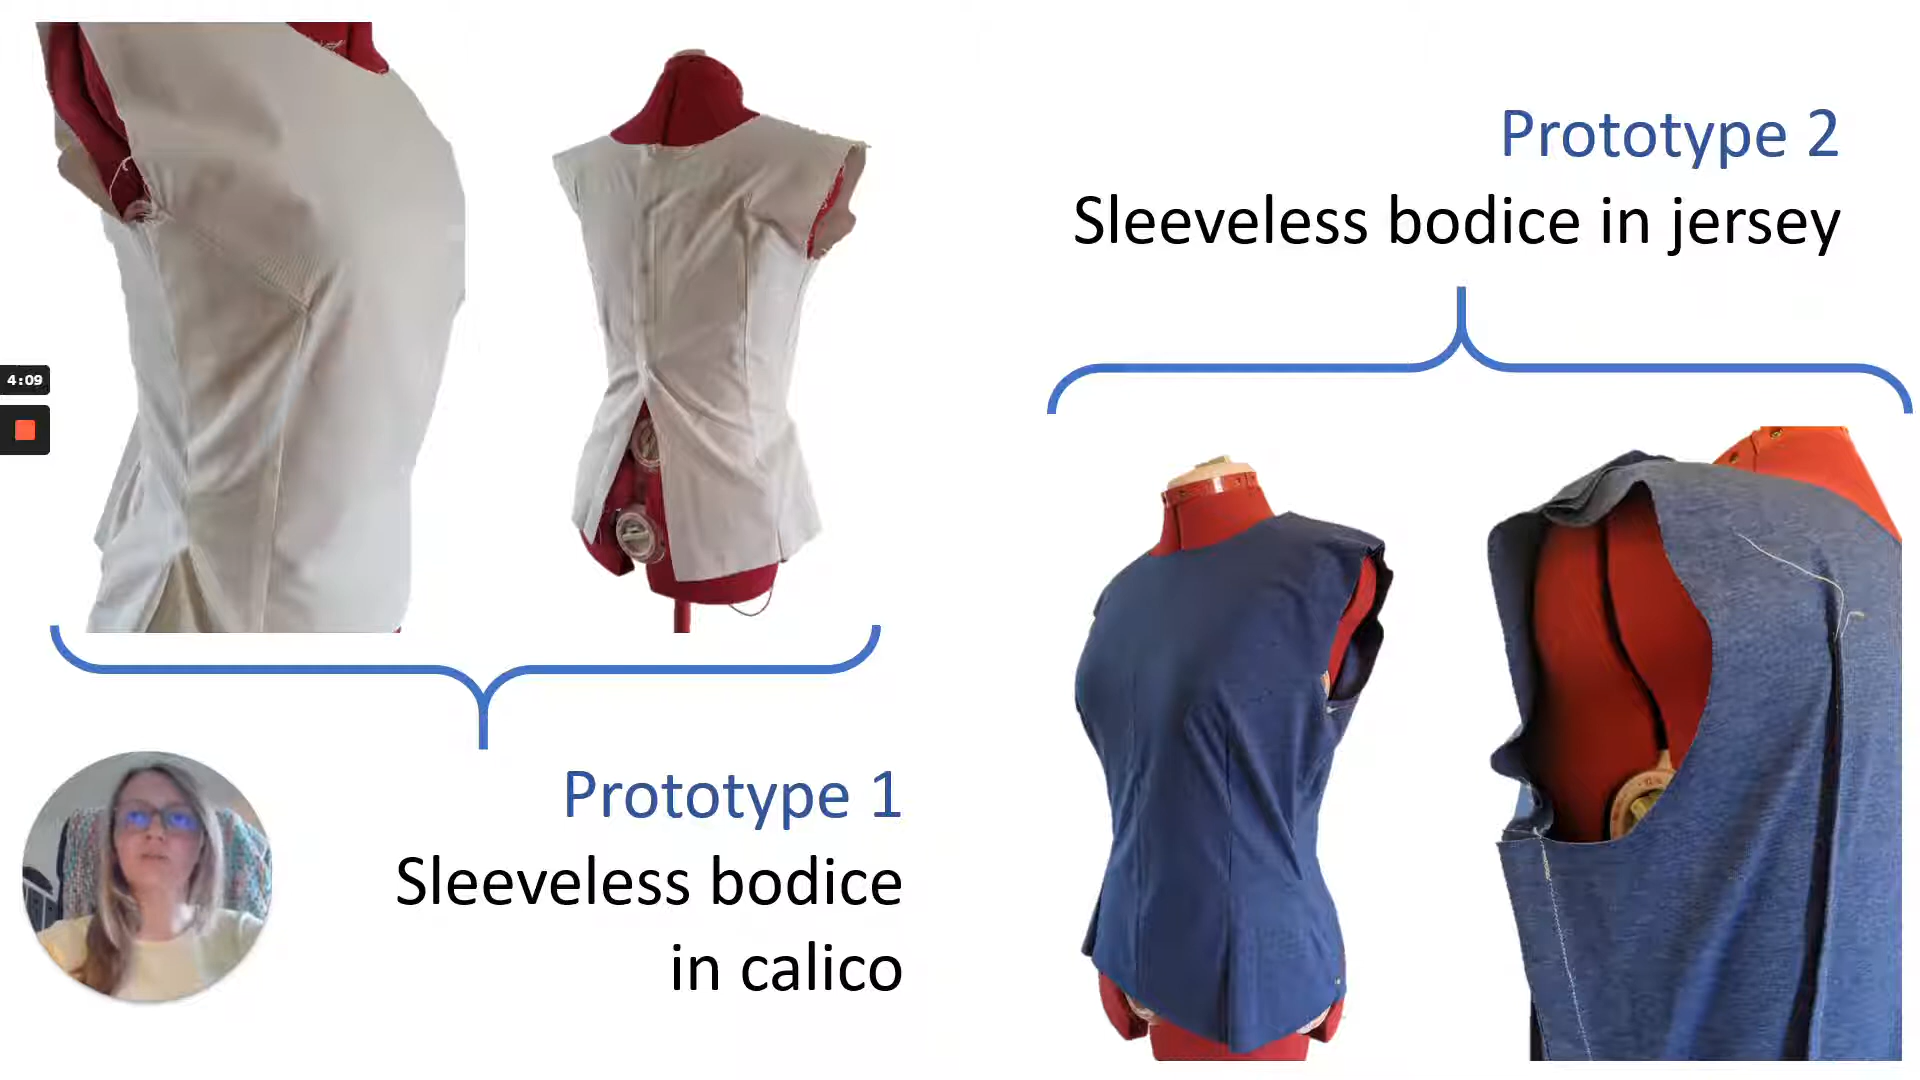 Prototype 2
Sleeveless bodice in jersey
4:09
Prototype 1
Sleeveless bodice
in calico